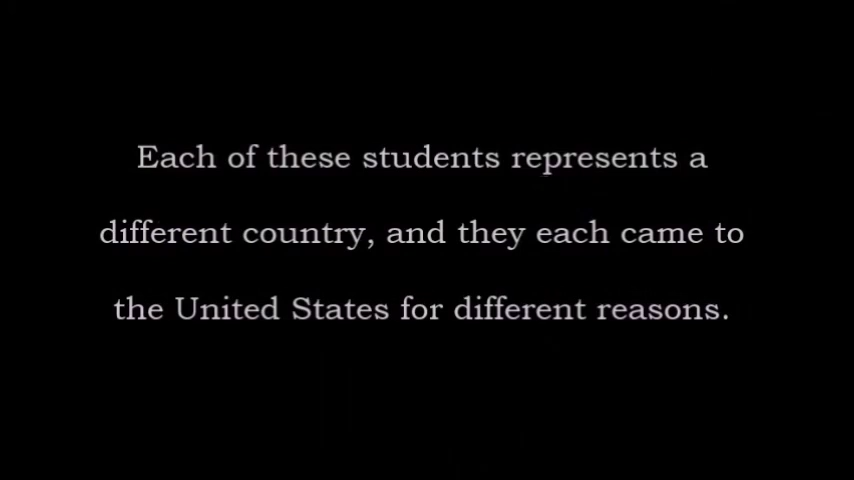 Each of these students represents a
different country, and they each came to
the United States for different reasons.